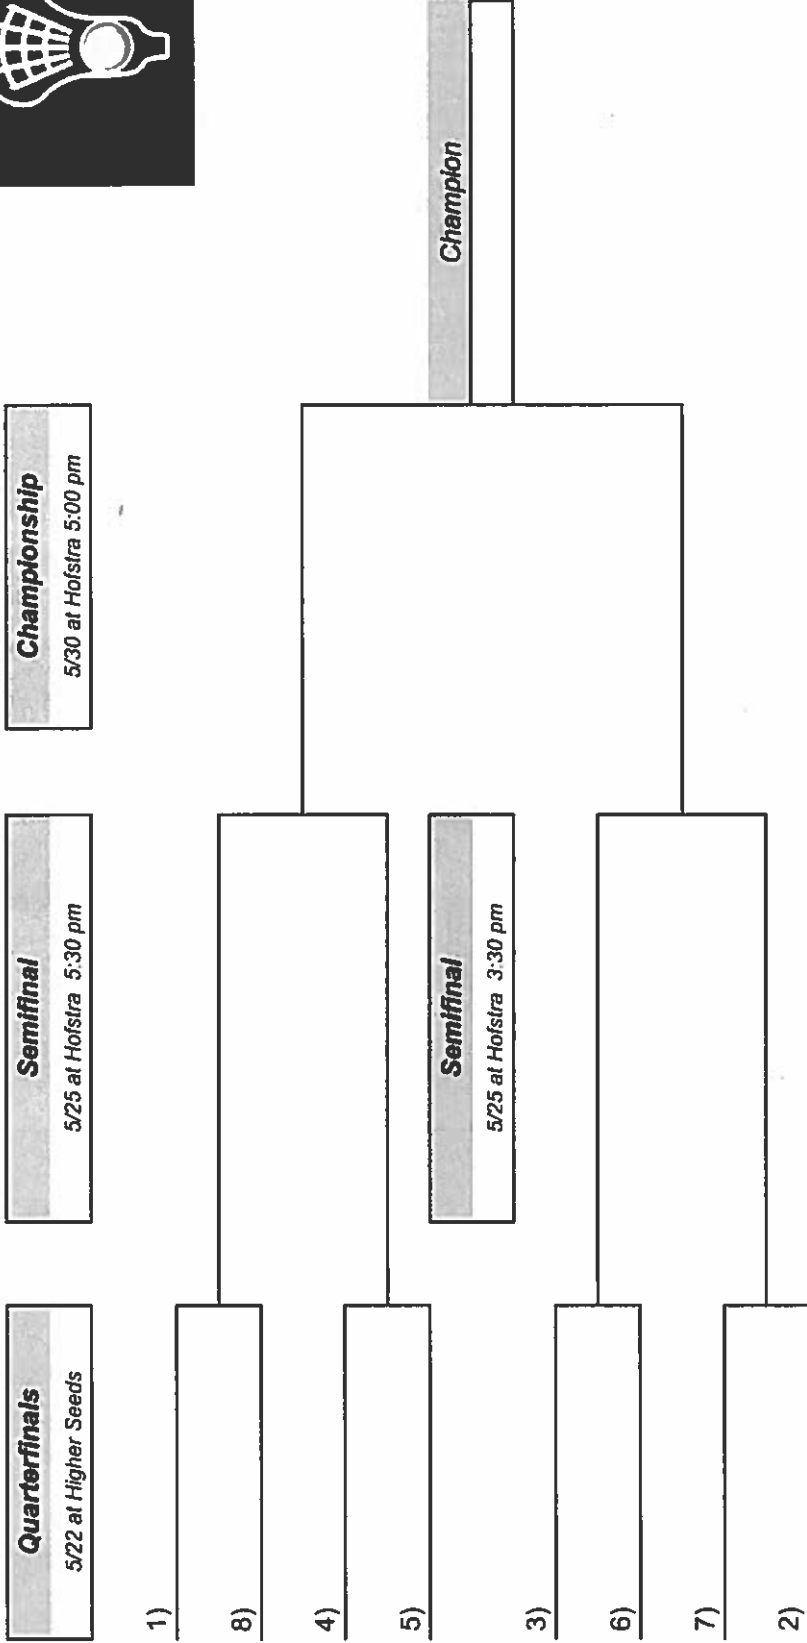 Quarterfinals
5/22 at Higher Seeds
Semifinal
5/25 at Hofstra 5:30 pm
Championship
5/30 at Hofstra 5:00 pm
1)
8)
4)
5)
Semifinal
5/25 at Hofstra 3:30 pm
Champion
3)
6)
7)
2)